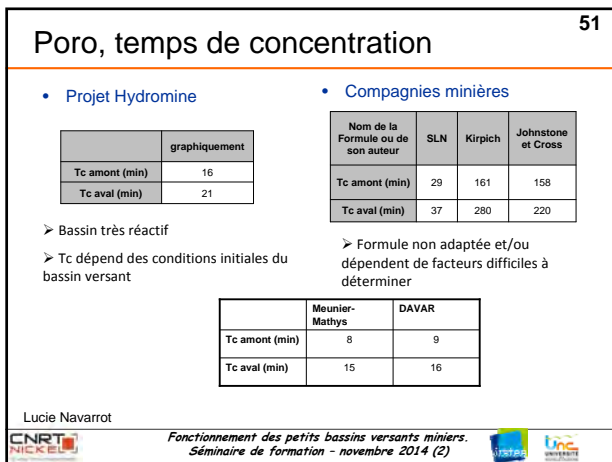 51
Poro, temps de concentration
• Projet Hydromine
graphiquement
Tc amont (min) 16
Tc aval (min) 21
➢ Bassin très réactif
➢ Tc dépend des conditions initiales du
bassin versant
• Compagnies minières
Nom de la
Formule ou de
son auteur
SLN Kirpich Johnstone
et Cross
Tc amont (min) 29 161 158
Tc aval (min) 37 280 220
➢ Formule non adaptée et/ou
dépendent de facteurs difficiles à
déterminer
Meunier-
Mathys
DAVAR
Tc amont (min) 8 9
Tc aval (min) 15 16
Lucie Navarrot
CNRT
NICKEL
Fonctionnement des petits bassins versants miniers.
Séminaire de formation – novembre 2014 (2)
irstea
unc
UNIVERSITÉ